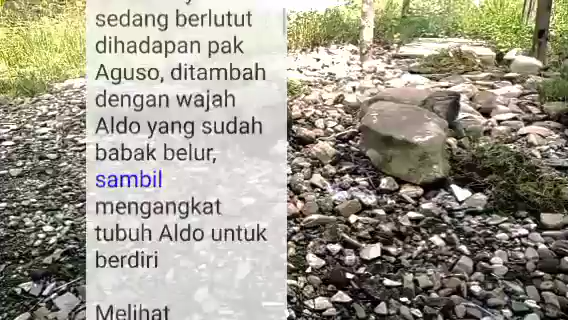 sedang berlutut
dihadapan pak
Aguso, ditambah
dengan wajah
Aldo yang sudah
babak belur,
sambil
mengangkat
tubuh Aldo untuk
berdiri
Melihat